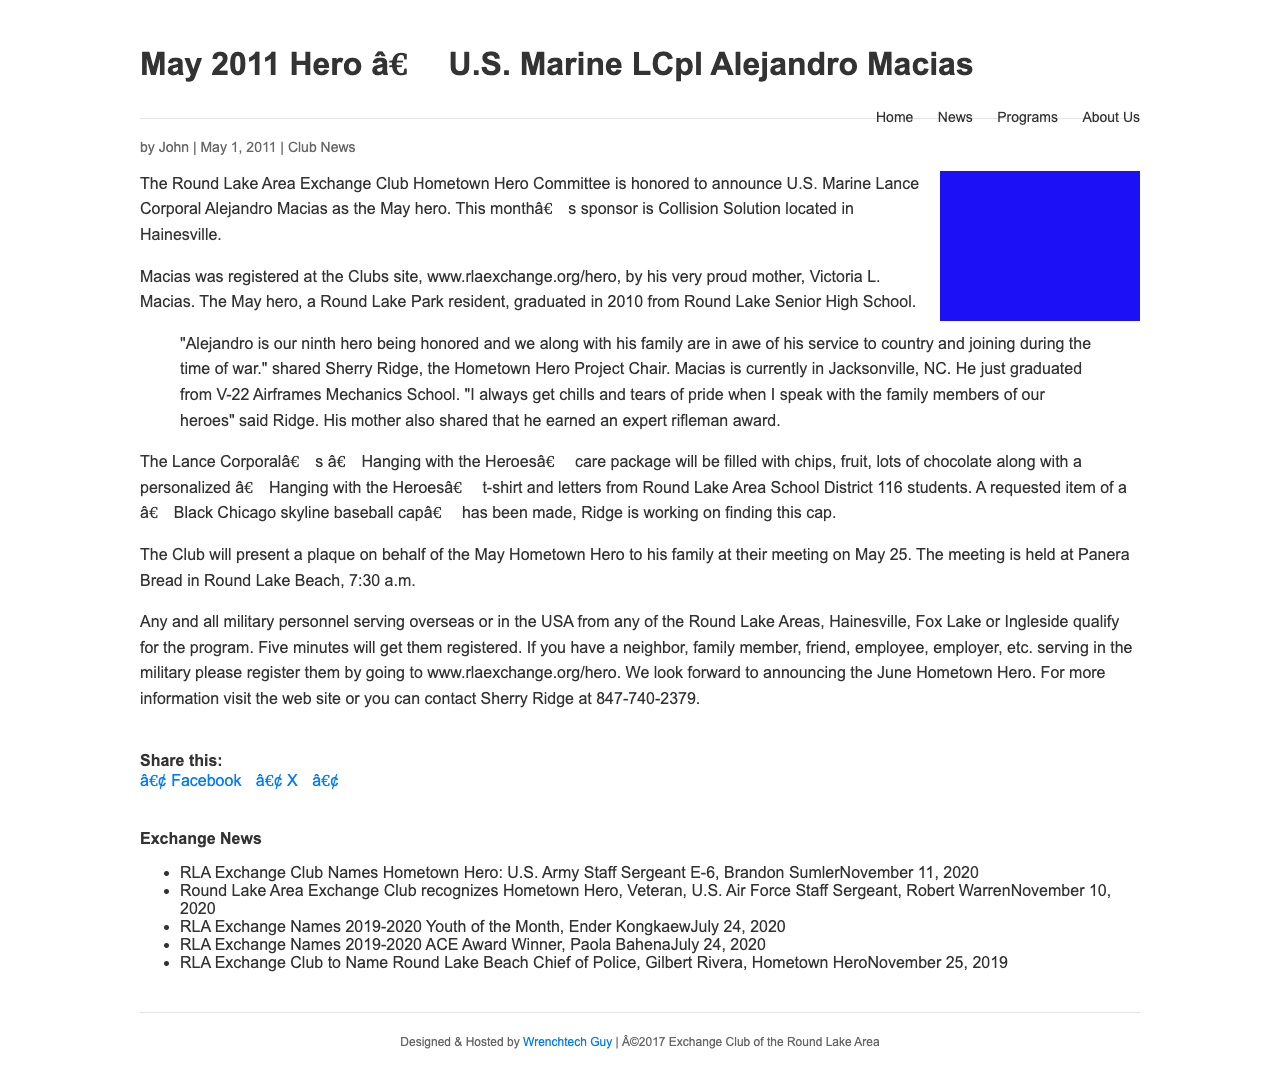 May 2011 Hero â€ U.S. Marine LCpl Alejandro Macias
Home News Programs About Us
by John | May 1, 2011 | Club News
The Round Lake Area Exchange Club Hometown Hero Committee is honored to announce U.S. Marine Lance
Corporal Alejandro Macias as the May hero. This monthâ€ s sponsor is Collision Solution located in
Hainesville.
Macias was registered at the Clubs site, www.rlaexchange.org/hero, by his very proud mother, Victoria L.
Macias. The May hero, a Round Lake Park resident, graduated in 2010 from Round Lake Senior High School.
"Alejandro is our ninth hero being honored and we along with his family are in awe of his service to country and joining during the
time of war." shared Sherry Ridge, the Hometown Hero Project Chair. Macias is currently in Jacksonville, NC. He just graduated
from V-22 Airframes Mechanics School. "I always get chills and tears of pride when I speak with the family members of our
heroes" said Ridge. His mother also shared that he earned an expert rifleman award.
The Lance Corporalâ€ s â€ Hanging with the Heroesâ€ care package will be filled with chips, fruit, lots of chocolate along with a
personalized â€ Hanging with the Heroesâ€ t-shirt and letters from Round Lake Area School District 116 students. A requested item of a
â€ Black Chicago skyline baseball capâ€ has been made, Ridge is working on finding this cap.
The Club will present a plaque on behalf of the May Hometown Hero to his family at their meeting on May 25. The meeting is held at Panera
Bread in Round Lake Beach, 7:30 a.m.
Any and all military personnel serving overseas or in the USA from any of the Round Lake Areas, Hainesville, Fox Lake or Ingleside qualify
for the program. Five minutes will get them registered. If you have a neighbor, family member, friend, employee, employer, etc. serving in the
military please register them by going to www.rlaexchange.org/hero. We look forward to announcing the June Hometown Hero. For more
information visit the web site or you can contact Sherry Ridge at 847-740-2379.
Share this:
â€¢ Facebook â€¢ X â€¢
Exchange News
• RLA Exchange Club Names Hometown Hero: U.S. Army Staff Sergeant E-6, Brandon SumlerNovember 11, 2020
• Round Lake Area Exchange Club recognizes Hometown Hero, Veteran, U.S. Air Force Staff Sergeant, Robert WarrenNovember 10,
2020
• RLA Exchange Names 2019-2020 Youth of the Month, Ender KongkaewJuly 24, 2020
• RLA Exchange Names 2019-2020 ACE Award Winner, Paola BahenaJuly 24, 2020
• RLA Exchange Club to Name Round Lake Beach Chief of Police, Gilbert Rivera, Hometown HeroNovember 25, 2019
Designed & Hosted by Wrenchtech Guy | Â©2017 Exchange Club of the Round Lake Area